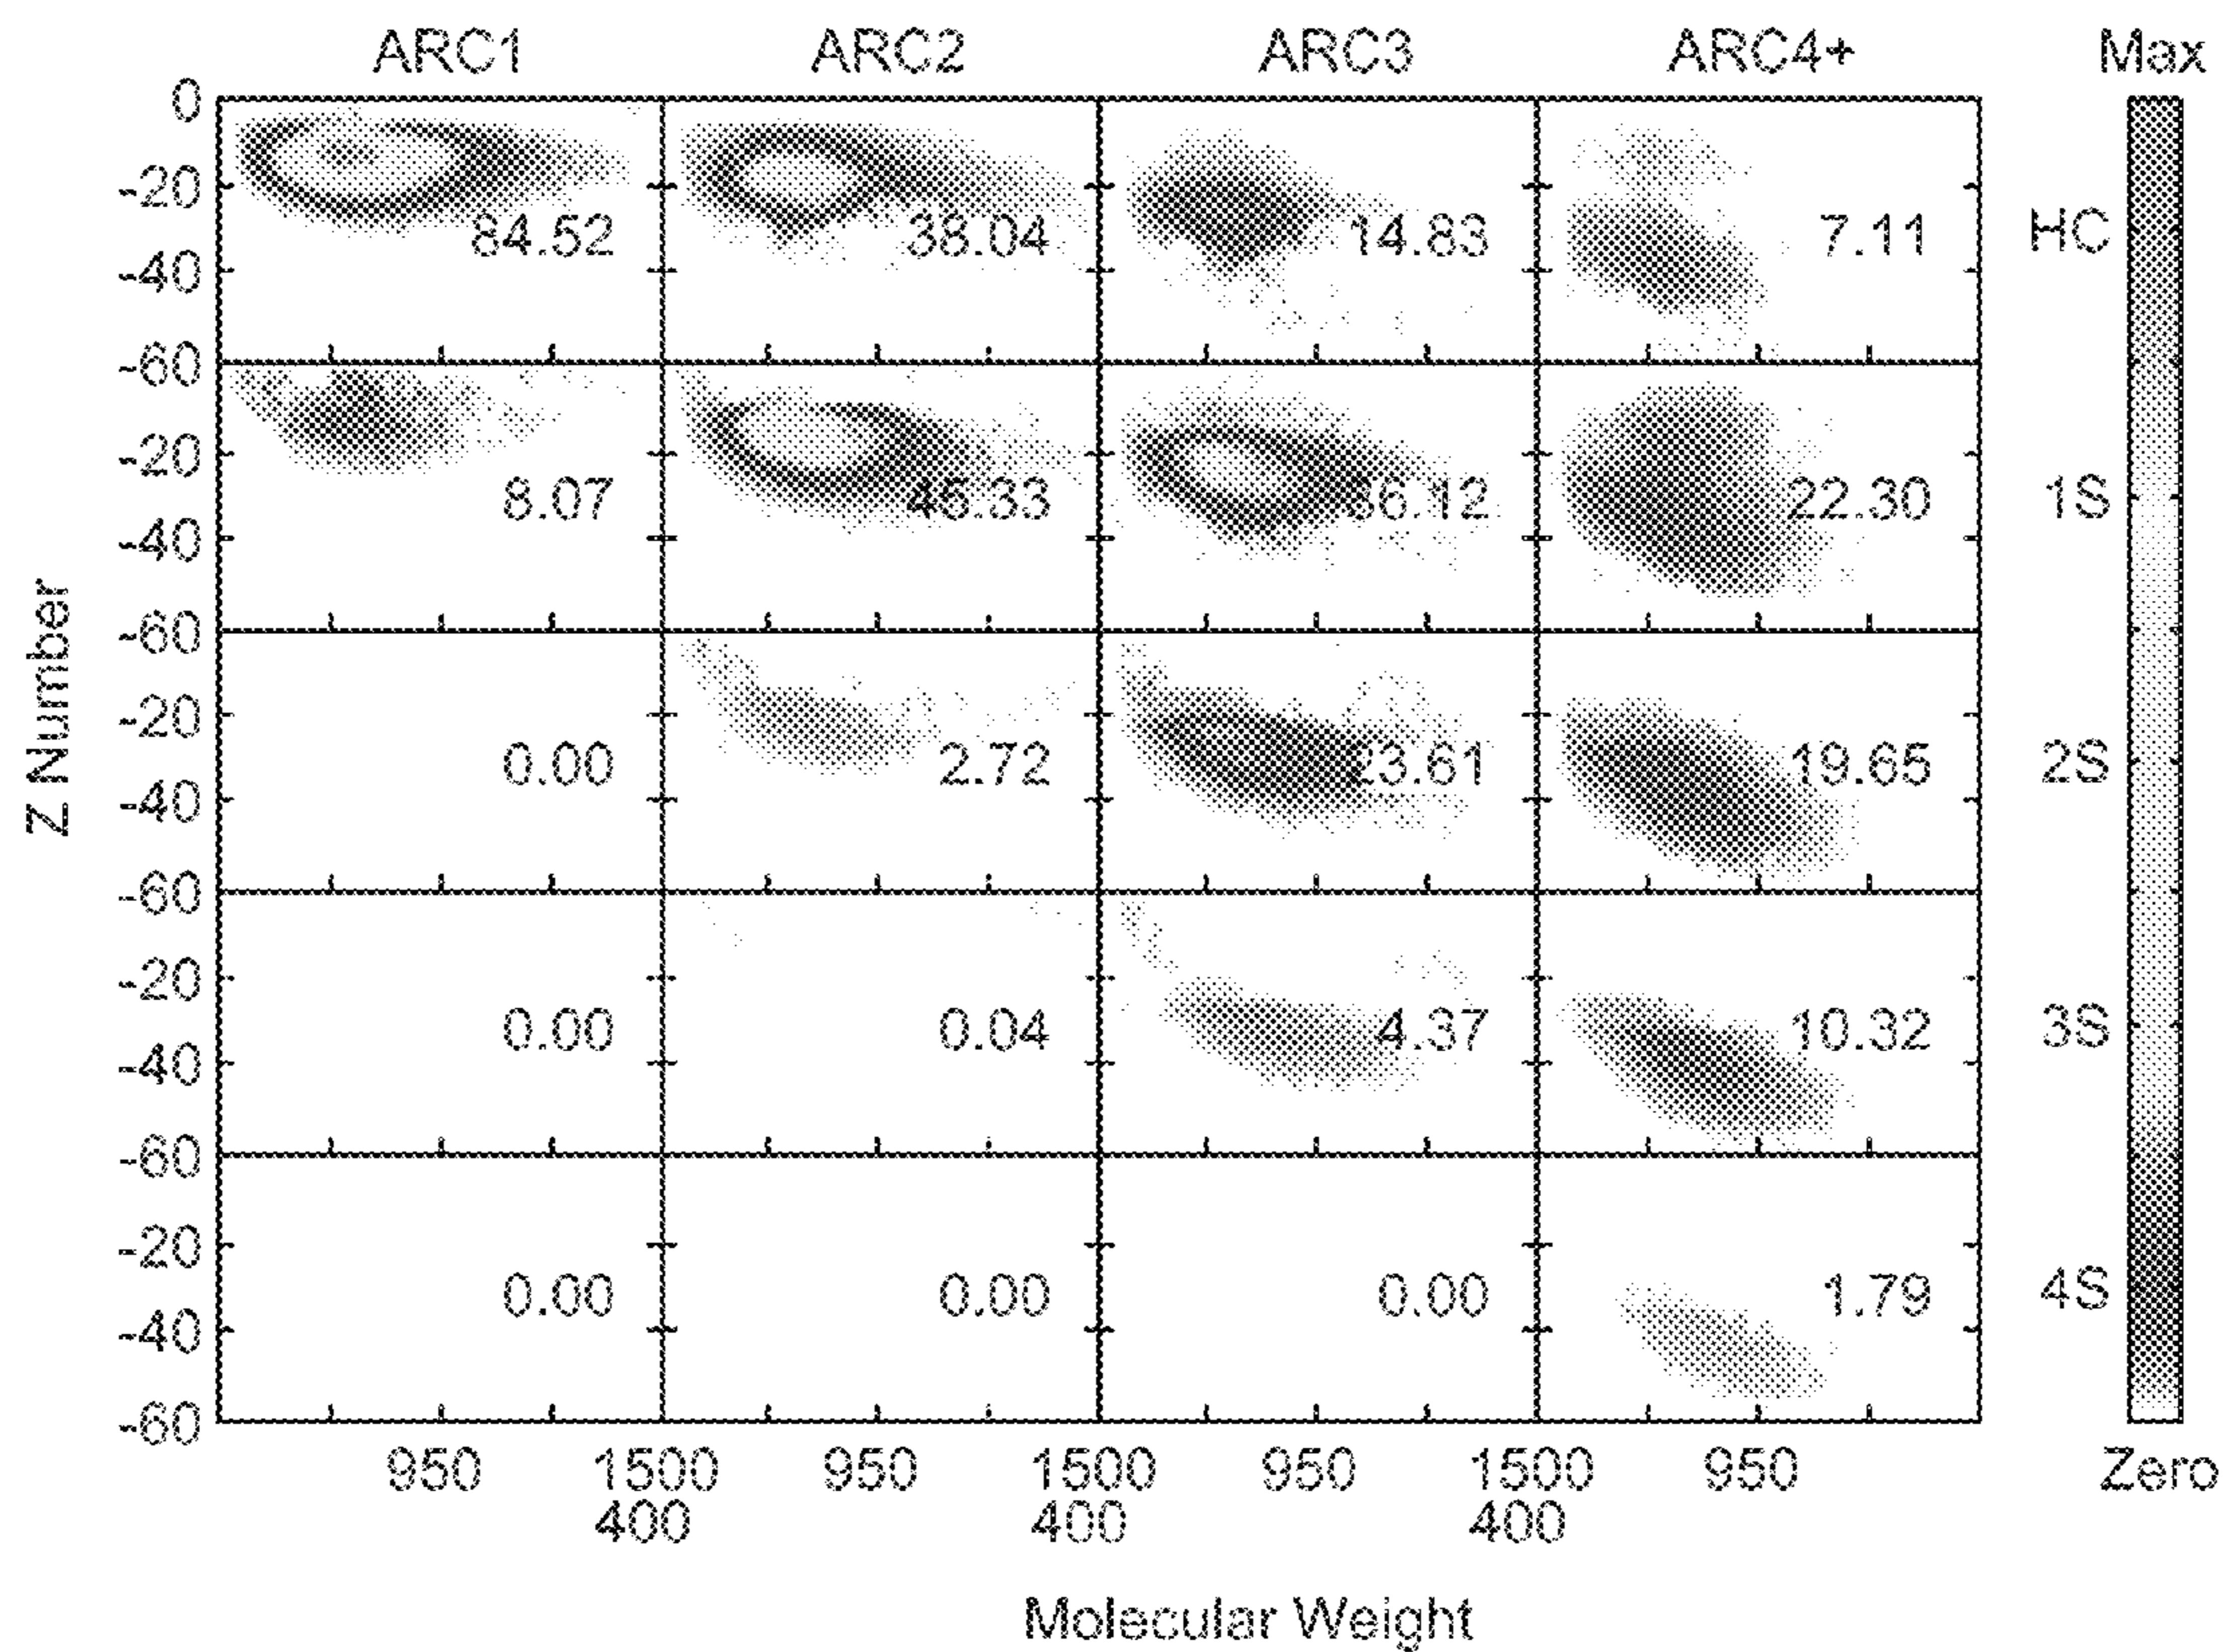 ARC1 ARC2 ARC3 ARC4+ Max
0
-20
84.52 38.04 14.83 7.11 HC
-40
-60
-20
8.07 36.12 22.30 1S
-40
-60
-20
0.00 2.72 23.61 19.65 2S
-40
-60
-20
0.00 0.04 4.37 10.32 3S
-40
-60
-20
0.00 0.00 0.00 1.79 4S
-40
-60
Z Number
950 1500 950 1500 950 1500 950 Zero
400 400 400
Molecular Weight